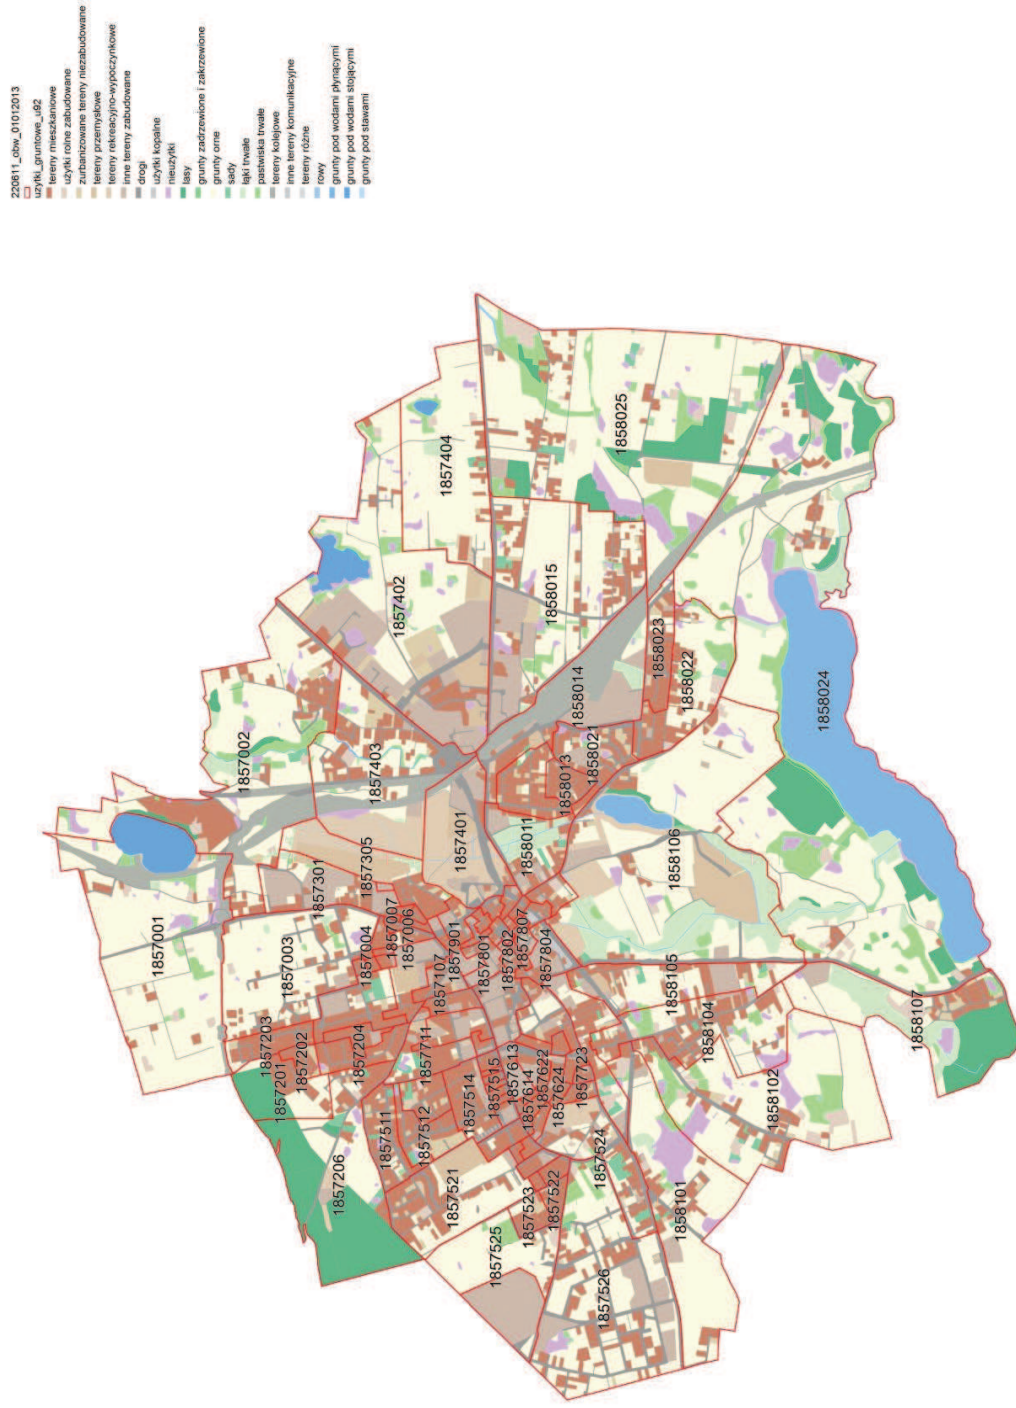 220611_obw_01012013
użytki_gruntowe_u92
tereny mieszkaniowe
użytki rolne zabudowane
zurbanizowane tereny niezabudowane
tereny przemysłowe
tereny rekreacyjno-wypoczynkowe
inne tereny zabudowane
drogi
użytki kopalne
nieużytki
lasy
grunty zadrzewione i zakrzewione
grunty orne
sady
łąki trwałe
pastwiska trwałe
tereny kolejowe
inne tereny komunikacyjne
tereny różne
rowy
grunty pod wodami płynącymi
grunty pod wodami stojącymi
grunty pod stawami
1857525
1857526
1857523
1857522
1857521
1857524
1858101
1857206
1857511
1857512
1857514
1857515
1857613
1857614
1857622
1857624
1857723
1857201
1857202
1857203
1857204
1857711
1858102
1858104
1858105
1858107
1857001
1857003
1857004
1857006
1857007
1857107
1857901
1857801
1857802
1857807
1857804
1857301
1857305
1857401
1858011
1858106
1857002
1857403
1858013
1858021
1858014
1858022
1858023
1858024
1857402
1858015
1857404
1858025